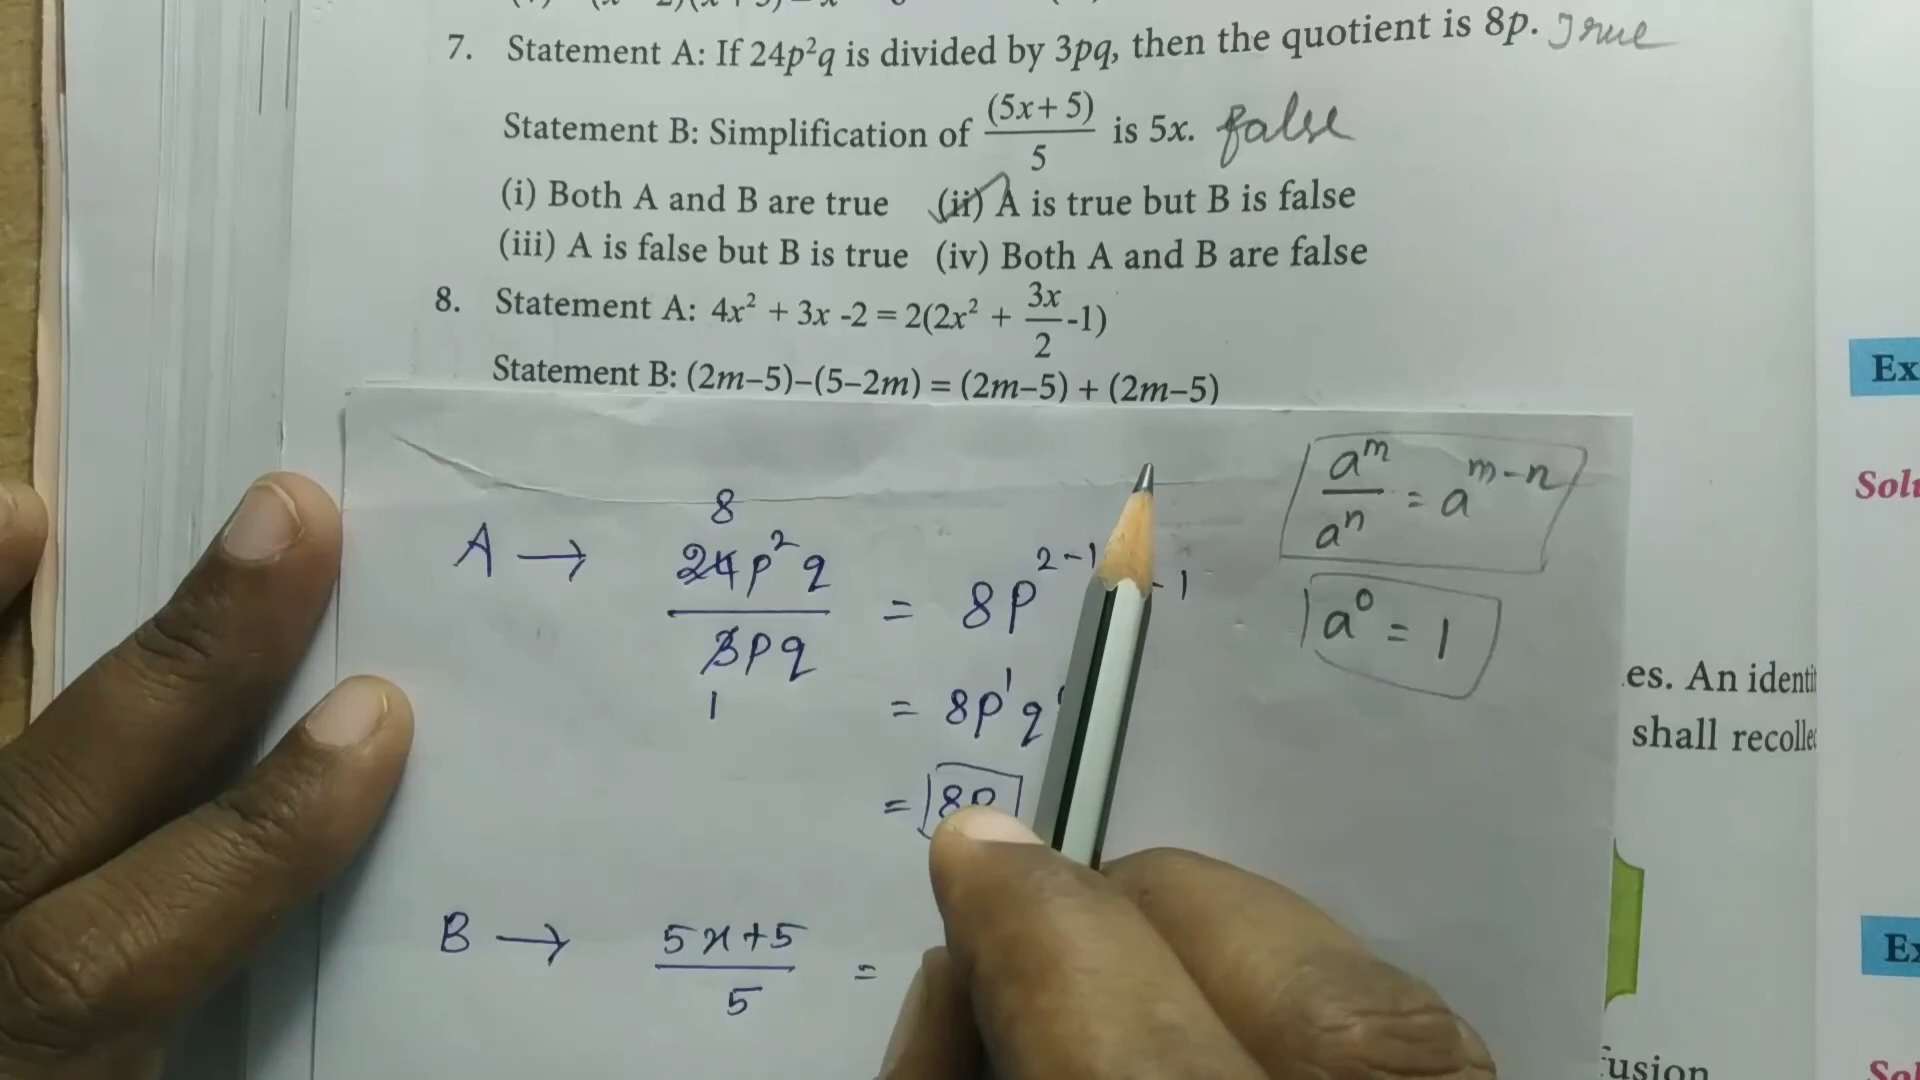 7. Statement A: If 24p²q is divided by 3pq, then the quotient is 8p. True
Statement B: Simplification of (5x+ 5)/5 is 5x. false
(i) Both A and B are true (ii) A is true but B is false
(iii) A is false but B is true (iv) Both A and B are false
8. Statement A: 4x² + 3x -2 = 2(2x² + 3x/2 -1)
Statement B: (2m–5)–(5–2m) = (2m–5) + (2m–5)
Ex
aᵐ/aⁿ = aᵐ⁻ⁿ
8
A → 24p²q/3pq = 8p²⁻¹ -1
1
a⁰ = 1
= 8p¹q
= 8p
es. An identi
shall recolle
B → 5x+5/5 =
Ex
fusion